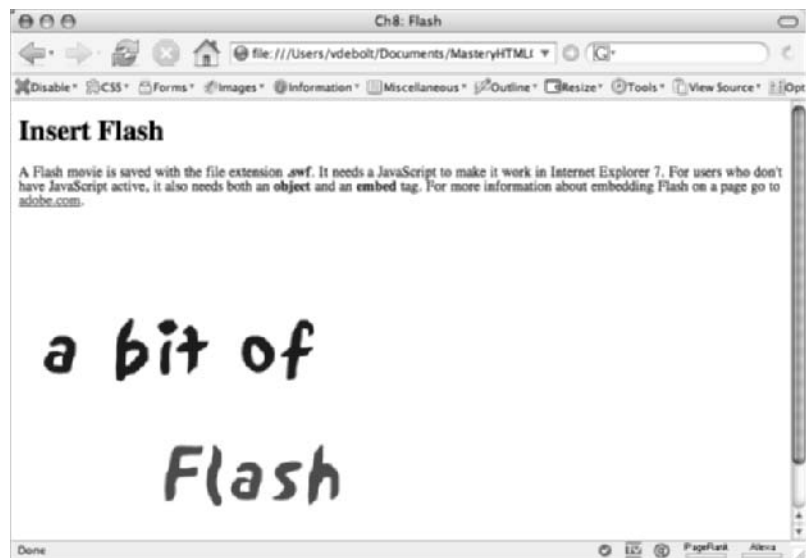 Ch8: Flash
file:///Users/vdebolt/Documents/MasteryHTML
Disable CSS Forms Images Information Miscellaneous Outline Resize Tools View Source Opt
Insert Flash
A Flash movie is saved with the file extension .swf. It needs a JavaScript to make it work in Internet Explorer 7. For users who don't
have JavaScript active, it also needs both an object and an embed tag. For more information about embedding Flash on a page go to
adobe.com.
a bit of
Flash
Done PageRank Alexa